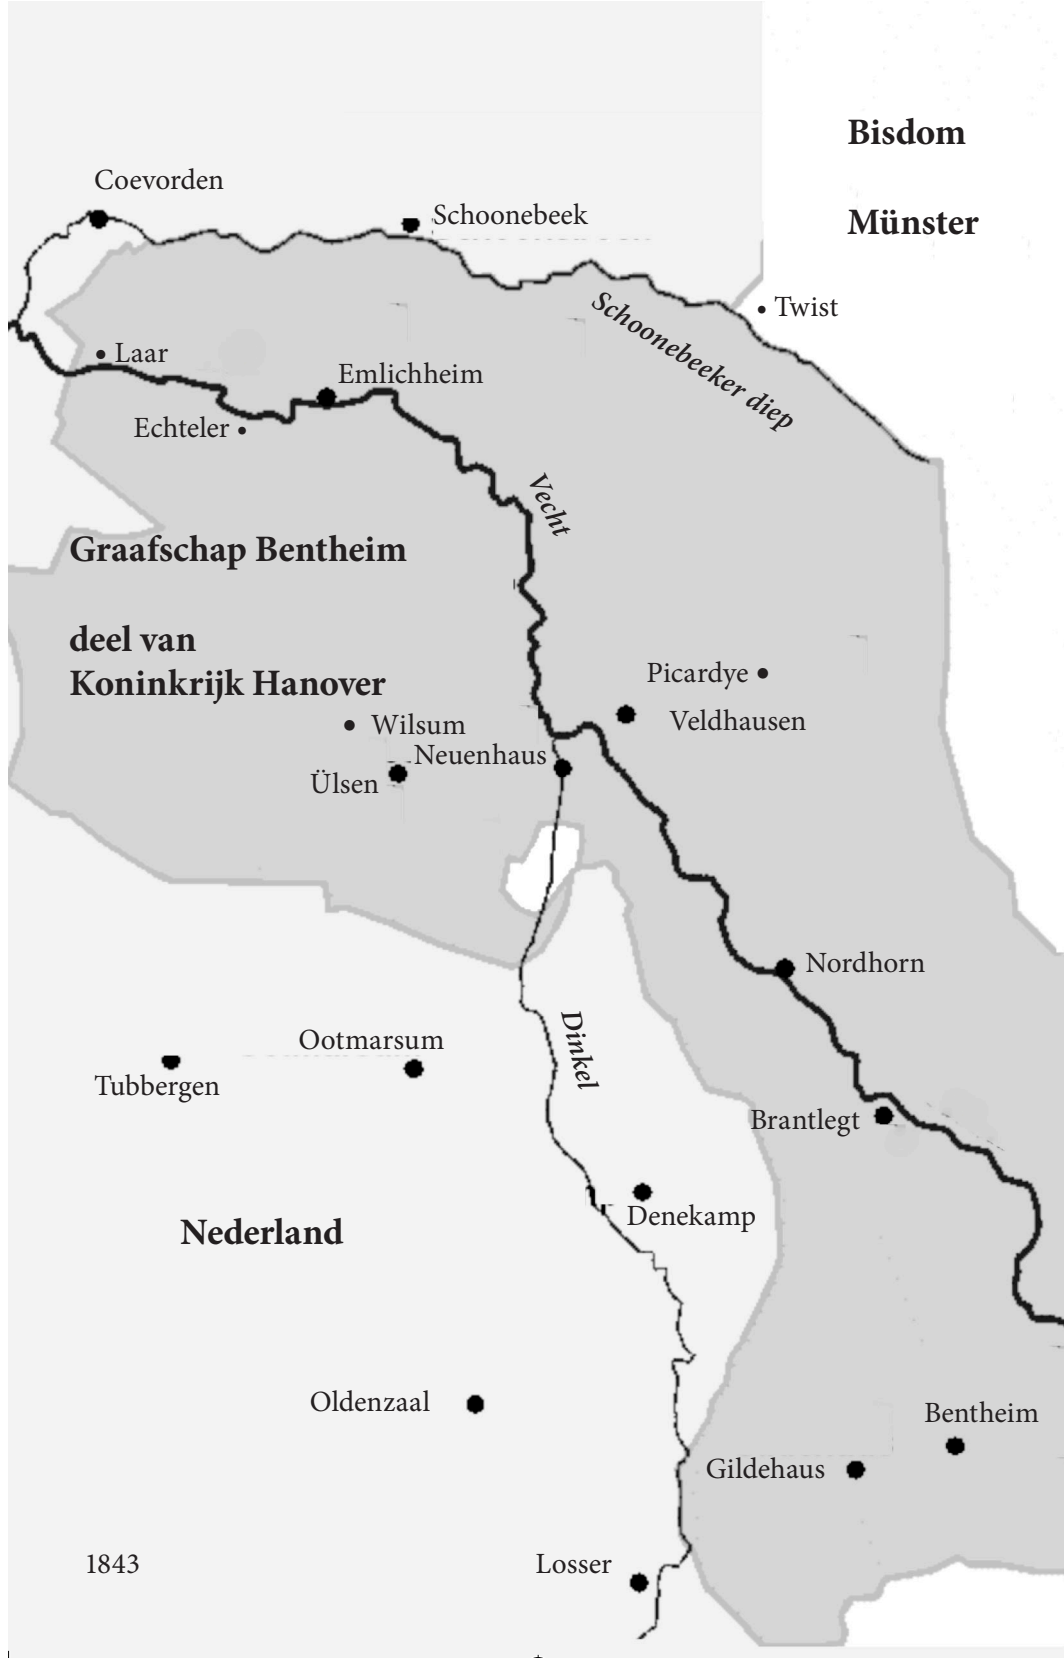 Bisdom
Münster
Coevorden
Schoonebeek
Twist
Schoonebeeker diep
Laar
Emlichheim
Echteler
Vecht
Graafschap Bentheim
deel van
Koninkrijk Hanover
Picardye
Veldhausen
Wilsum
Neuenhaus
Ülsen
Nordhorn
Dinkel
Ootmarsum
Tubbergen
Brantlegt
Denekamp
Nederland
Oldenzaal
Bentheim
Gildehaus
1843
Losser